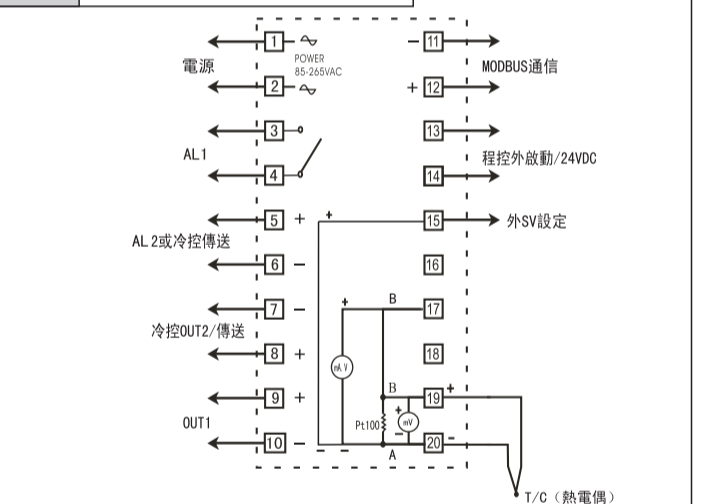 1 − 11
電源 POWER MODBUS通信
85-265VAC
2 + 12
3 13
AL1 程控外啟動/24VDC
4 14
5 + + 15 外SV設定
AL 2或冷控傳送
6 − 16
7 − + B 17
冷控OUT2/傳送
8 + 18
mA V
B
9 + 19 +
OUT1 Pt100 + mV −
10 − − − A 20 -
T/C（熱電偶）